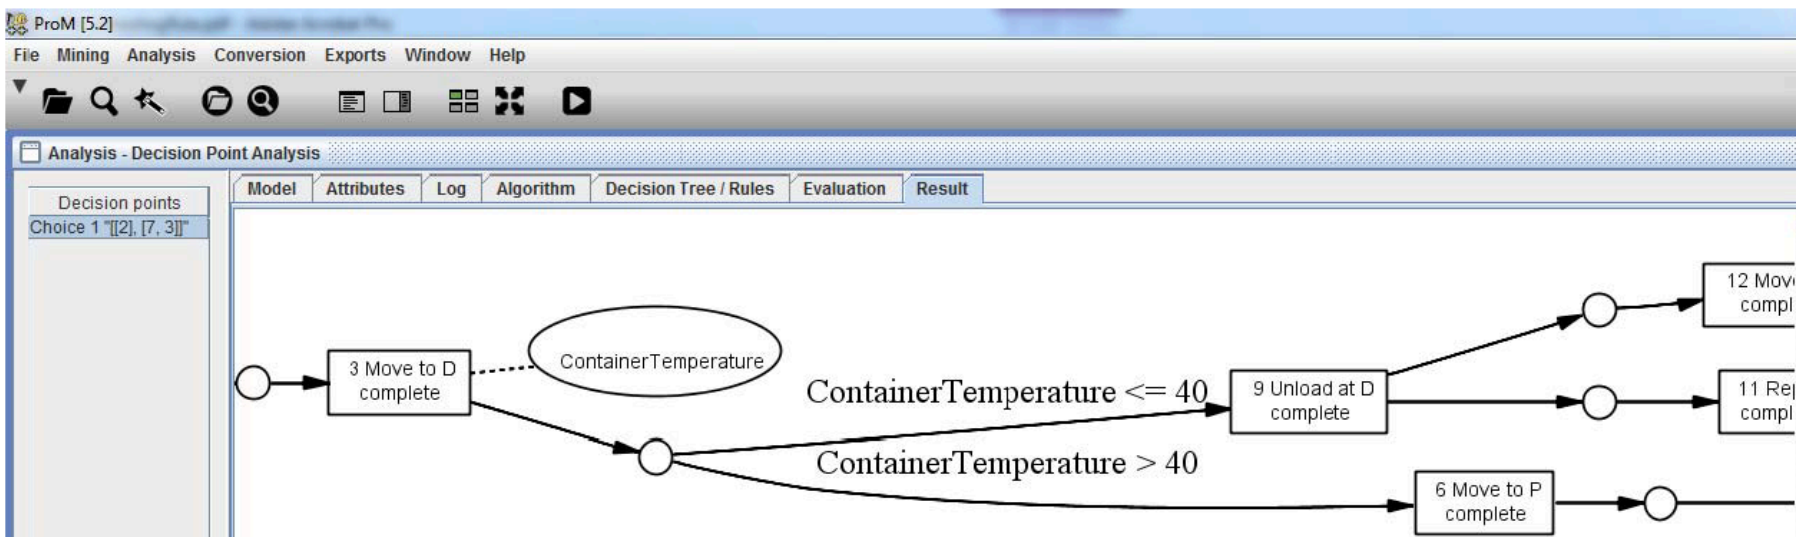 ProM [5.2]
File Mining Analysis Conversion Exports Window Help
Analysis - Decision Point Analysis
Decision points
Choice 1 "[[2], [7, 3]]"
Model Attributes Log Algorithm Decision Tree / Rules Evaluation Result
3 Move to D
complete
ContainerTemperature
ContainerTemperature <= 40
ContainerTemperature > 40
9 Unload at D
complete
12 Move
compl
11 Rep
compl
6 Move to P
complete